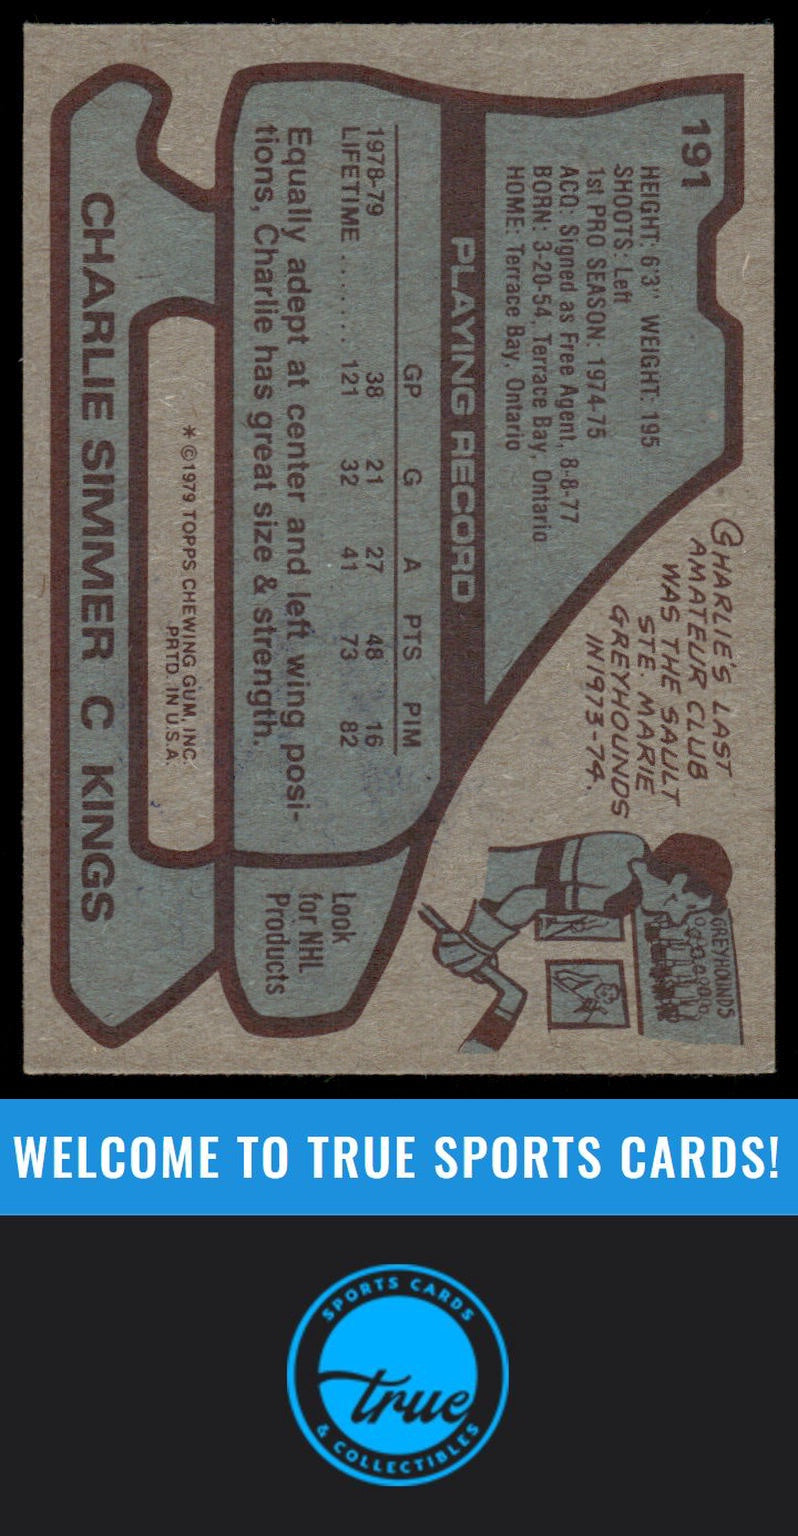 191
HEIGHT: 6'3" WEIGHT: 195
SHOOTS: Left
1st PRO SEASON: 1974-75
ACQ: Signed as Free Agent, 8-8-77
BORN: 3-20-54, Terrace Bay, Ontario
HOME: Terrace Bay, Ontario
CHARLIE'S LAST
AMATEUR CLUB
WAS THE SAULT
STE. MARIE
GREYHOUNDS
IN 1973-74.
GREYHOUNDS
PLAYING RECORD
GP G A PTS PIM
1978-79 38 21 27 48 16
LIFETIME ........ 121 32 41 73 82
Equally adept at center and left wing posi-
tions, Charlie has great size & strength.
Look
for NHL
Products
* ©1979 TOPPS CHEWING GUM, INC.
PRTD. IN U.S.A.
CHARLIE SIMMER C KINGS
WELCOME TO TRUE SPORTS CARDS!
SPORTS CARDS
true
& COLLECTIBLES